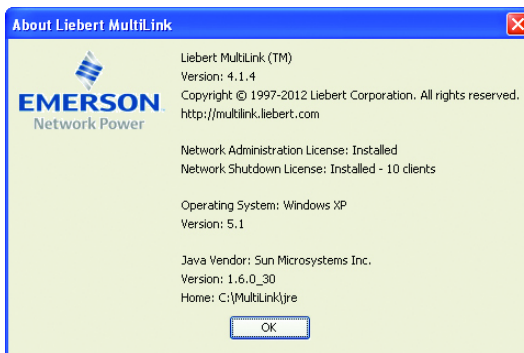 About Liebert MultiLink
EMERSON
Network Power
Liebert MultiLink (TM)
Version: 4.1.4
Copyright © 1997-2012 Liebert Corporation. All rights reserved.
http://multilink.liebert.com
Network Administration License: Installed
Network Shutdown License: Installed - 10 clients
Operating System: Windows XP
Version: 5.1
Java Vendor: Sun Microsystems Inc.
Version: 1.6.0_30
Home: C:\MultiLink\jre
OK